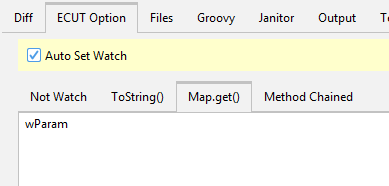 Diff ECUT Option Files Groovy Janitor Output
Auto Set Watch
Not Watch ToString() Map.get() Method Chained
wParam